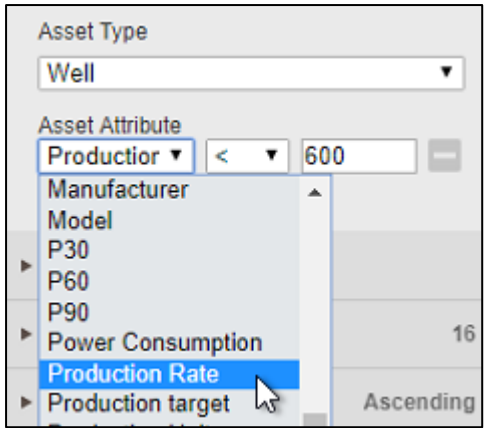 Asset Type
Well
Asset Attribute
Productior < 600
Manufacturer
Model
P30
P60
P90
Power Consumption
16
Production Rate
Production target
Ascending